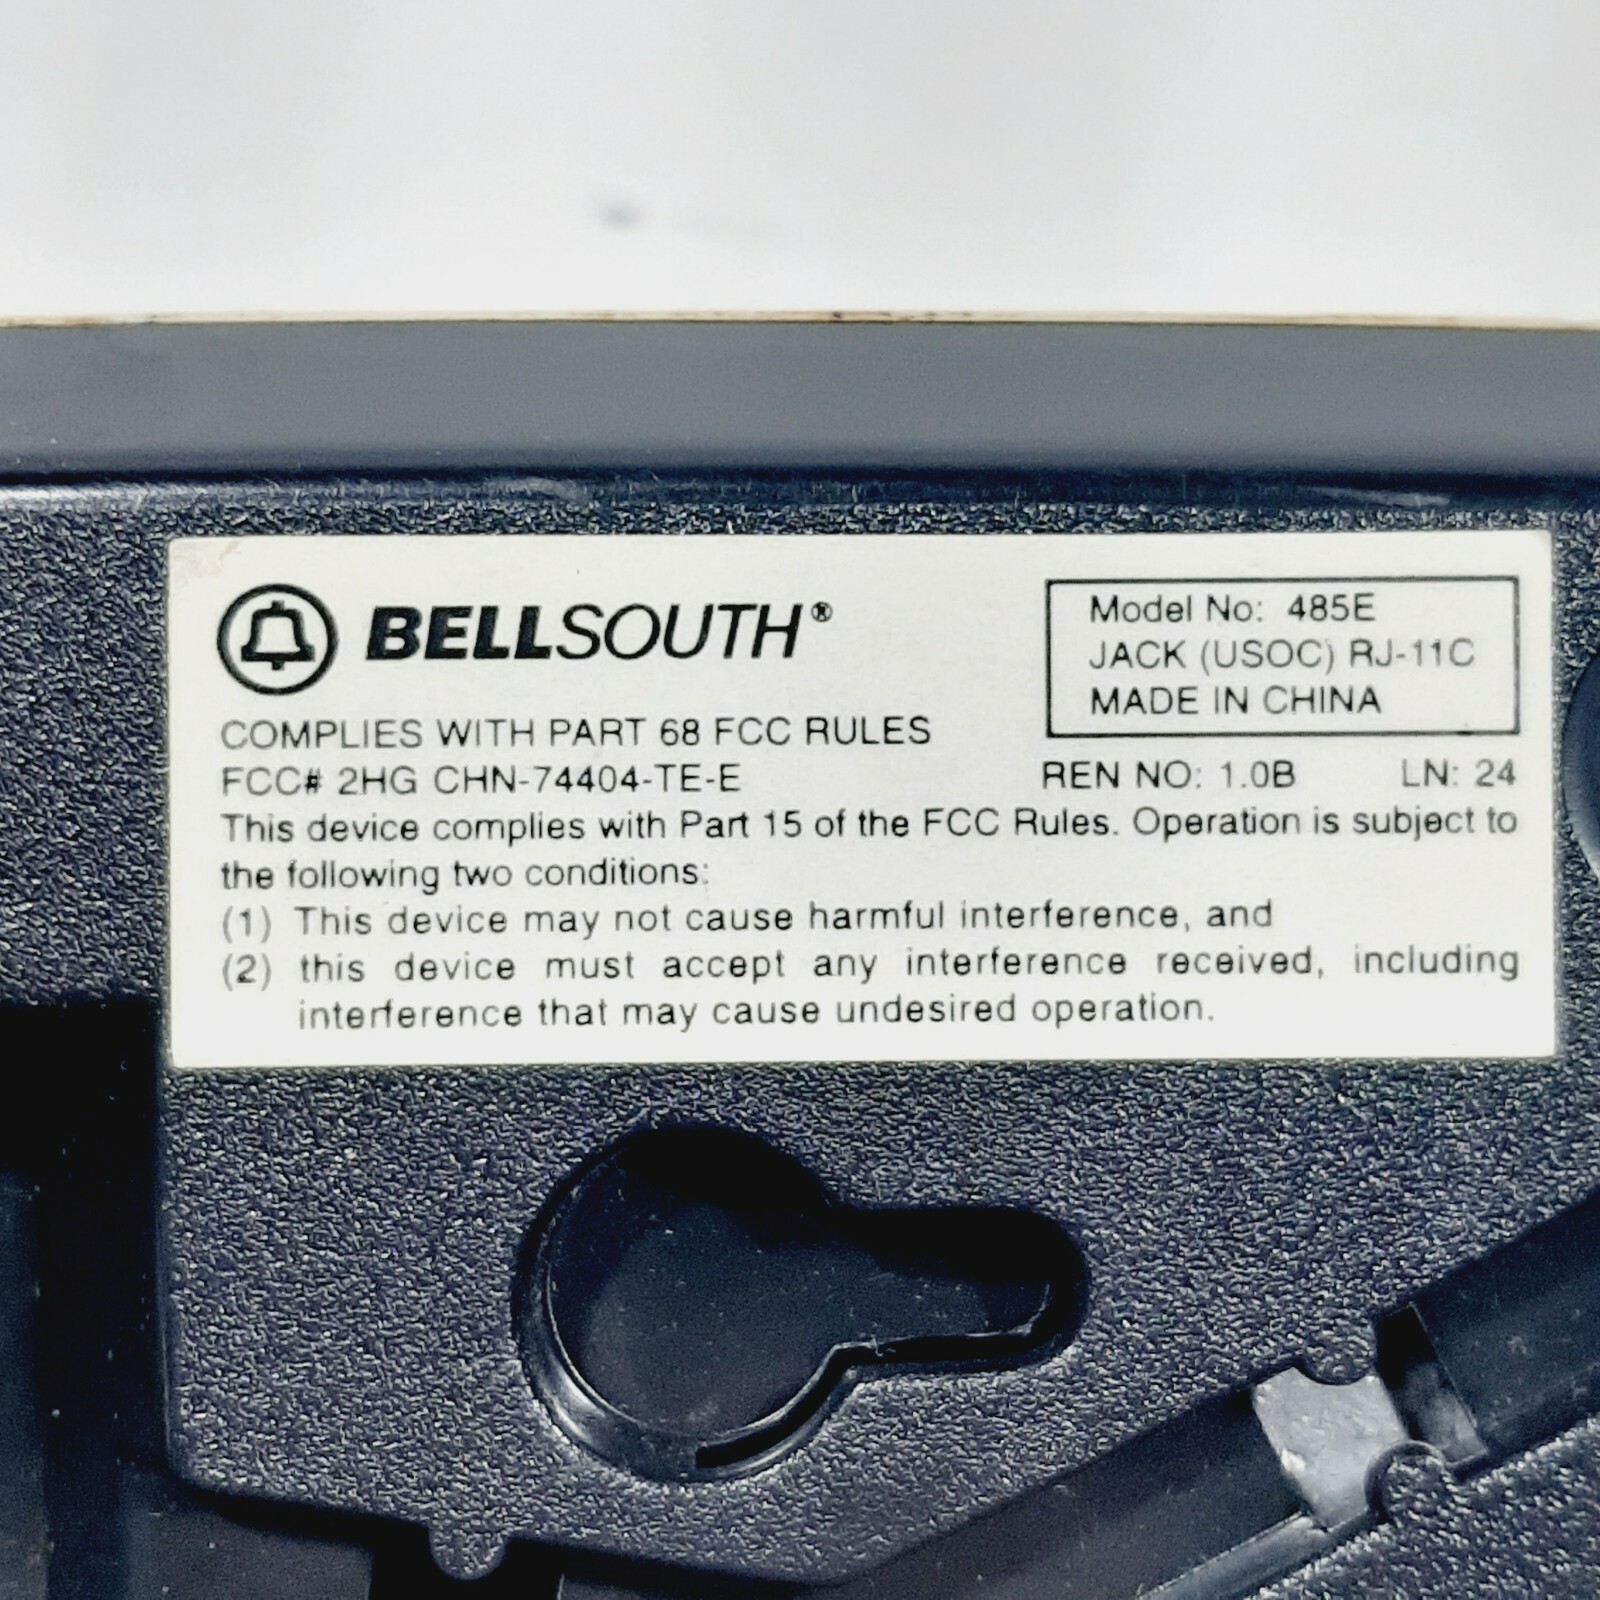 BELLSOUTH®
Model No: 485E
JACK (USOC) RJ-11C
MADE IN CHINA
COMPLIES WITH PART 68 FCC RULES
FCC# 2HG CHN-74404-TE-E REN NO: 1.0B LN: 24
This device complies with Part 15 of the FCC Rules. Operation is subject to
the following two conditions:
(1) This device may not cause harmful interference, and
(2) this device must accept any interference received, including
interference that may cause undesired operation.